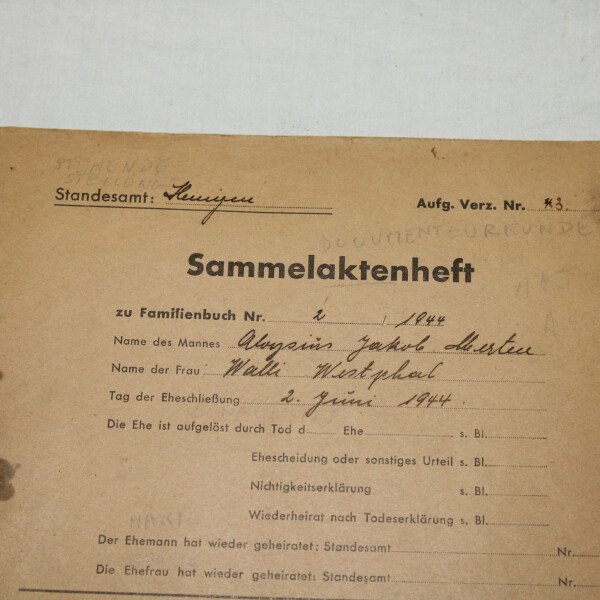 Standesamt:
Aufg. Verz. Nr. 3.
DOCUMENTEURKUNDE
Sammelaktenheft
zu Familienbuch Nr. 2 / 1944
Name des Mannes Aloysius Jakob Merten
Name der Frau: Walli Westphal
Tag der Eheschließung 2. Juni 1944.
Die Ehe ist aufgelöst durch Tod d Ehe s. Bl.
Ehescheidung oder sonstiges Urteil s. Bl.
Nichtigkeitserklärung s. Bl.
Wiederheirat nach Todeserklärung s. Bl.
Der Ehemann hat wieder geheiratet: Standesamt Nr.
Die Ehefrau hat wieder geheiratet: Standesamt Nr.